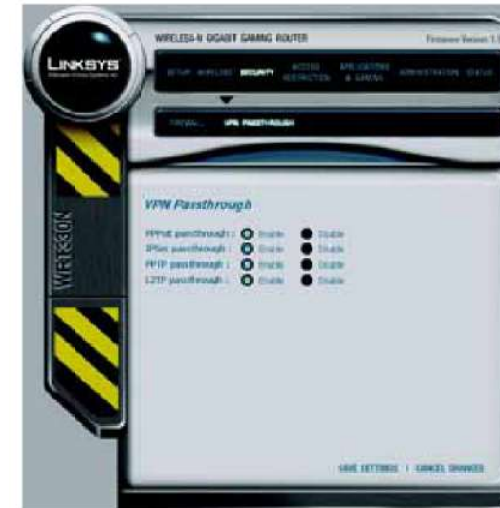 LINKSYS
WIRELESS-N GIGABIT GAMING ROUTER
Firmware Version
SETUP WIRELESS SECURITY ACCESS RESTRICTION APPLICATIONS & GAMING ADMINISTRATION STATUS
FIREWALL VPN PASSTHROUGH
WRT330N
VPN Passthrough
PPPoE passthrough : Enable Disable
IPSec passthrough : Enable Disable
PPTP passthrough : Enable Disable
L2TP passthrough : Enable Disable
SAVE SETTINGS | CANCEL CHANGES